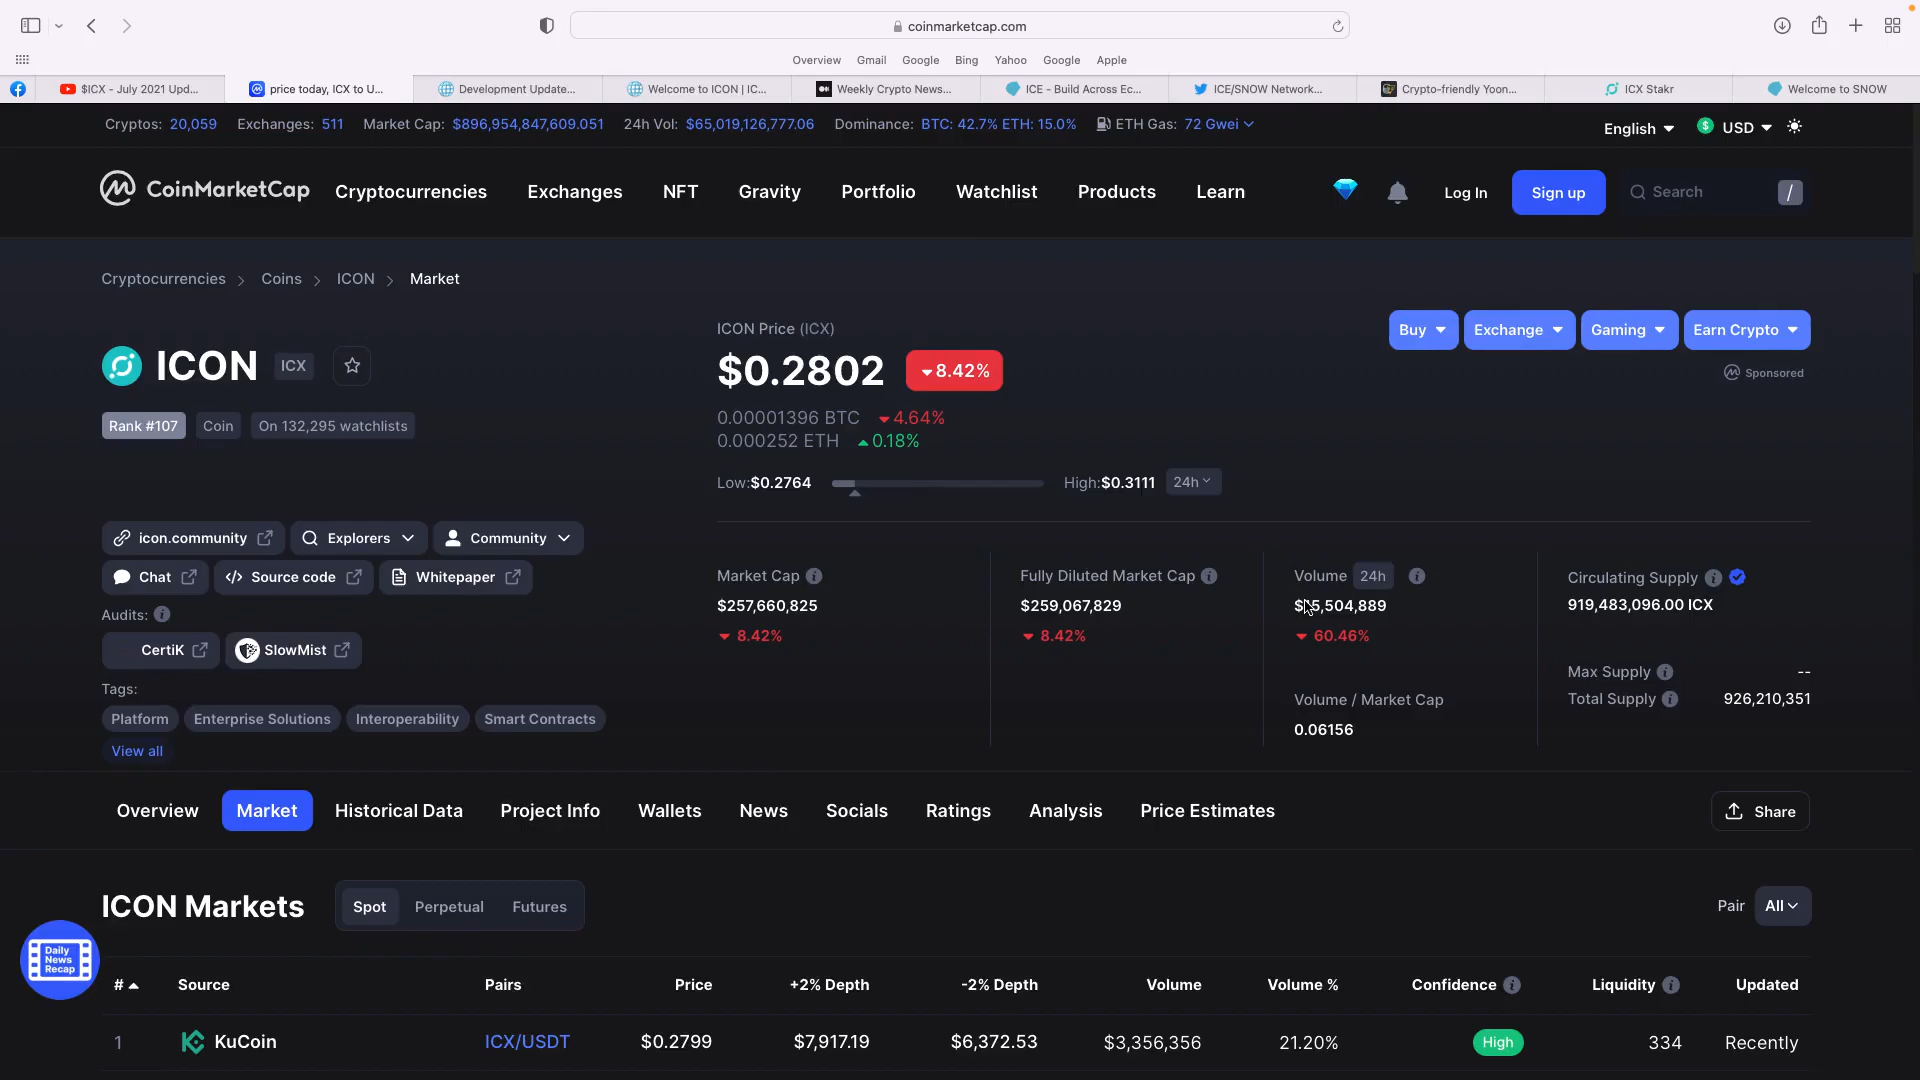 coinmarketcap.com
Overview Gmail Google Bing Yahoo Google Apple
$ICX - July 2021 Upd... price today, ICX to U... Development Update... Welcome to ICON | IC... Weekly Crypto News... ICE - Build Across Ec... ICE/SNOW Network... Crypto-friendly Yoon... ICX Stakr Welcome to SNOW
Cryptos: 20,059 Exchanges: 511 Market Cap: $896,954,847,609.051 24h Vol: $65,019,126,777.06 Dominance: BTC: 42.7% ETH: 15.0% ETH Gas: 72 Gwei English USD
CoinMarketCap Cryptocurrencies Exchanges NFT Gravity Portfolio Watchlist Products Learn Log In Sign up Search /
Cryptocurrencies Coins ICON Market
ICON ICX
Rank #107 Coin On 132,295 watchlists
ICON Price (ICX)
$0.2802 8.42%
0.00001396 BTC 4.64%
0.000252 ETH 0.18%
Low:$0.2764 High:$0.3111 24h
Buy Exchange Gaming Earn Crypto
Sponsored
icon.community Explorers Community
Chat Source code Whitepaper
Audits:
CertiK SlowMist
Tags:
Platform Enterprise Solutions Interoperability Smart Contracts
View all
Market Cap
$257,660,825
8.42%
Fully Diluted Market Cap
$259,067,829
8.42%
Volume 24h
5,504,889
60.46%
Volume / Market Cap
0.06156
Circulating Supply
919,483,096.00 ICX
Max Supply --
Total Supply 926,210,351
Overview Market Historical Data Project Info Wallets News Socials Ratings Analysis Price Estimates Share
ICON Markets Spot Perpetual Futures Pair All
Daily
News
Recap
# Source Pairs Price +2% Depth -2% Depth Volume Volume % Confidence Liquidity Updated
1 KuCoin ICX/USDT $0.2799 $7,917.19 $6,372.53 $3,356,356 21.20% High 334 Recently